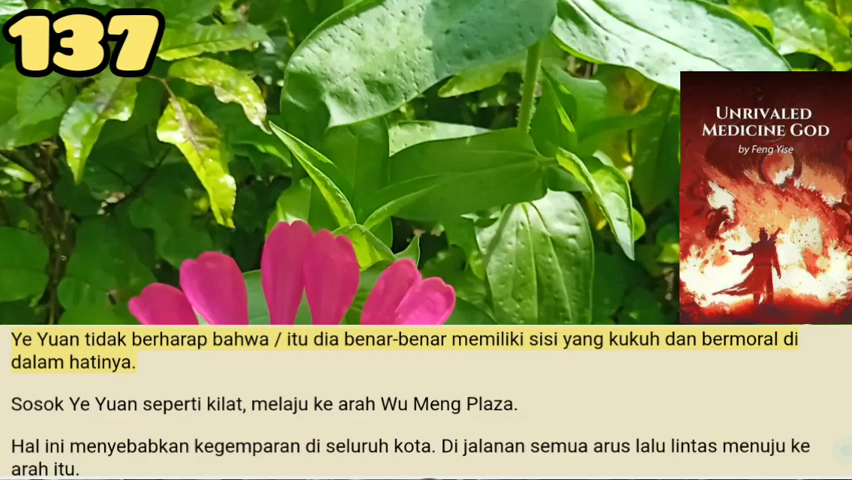 137
UNRIVALED
MEDICINE GOD
by Feng Yise
Ye Yuan tidak berharap bahwa / itu dia benar-benar memiliki sisi yang kukuh dan bermoral di
dalam hatinya.
Sosok Ye Yuan seperti kilat, melaju ke arah Wu Meng Plaza.
Hal ini menyebabkan kegemparan di seluruh kota. Di jalanan semua arus lalu lintas menuju ke
arah itu.